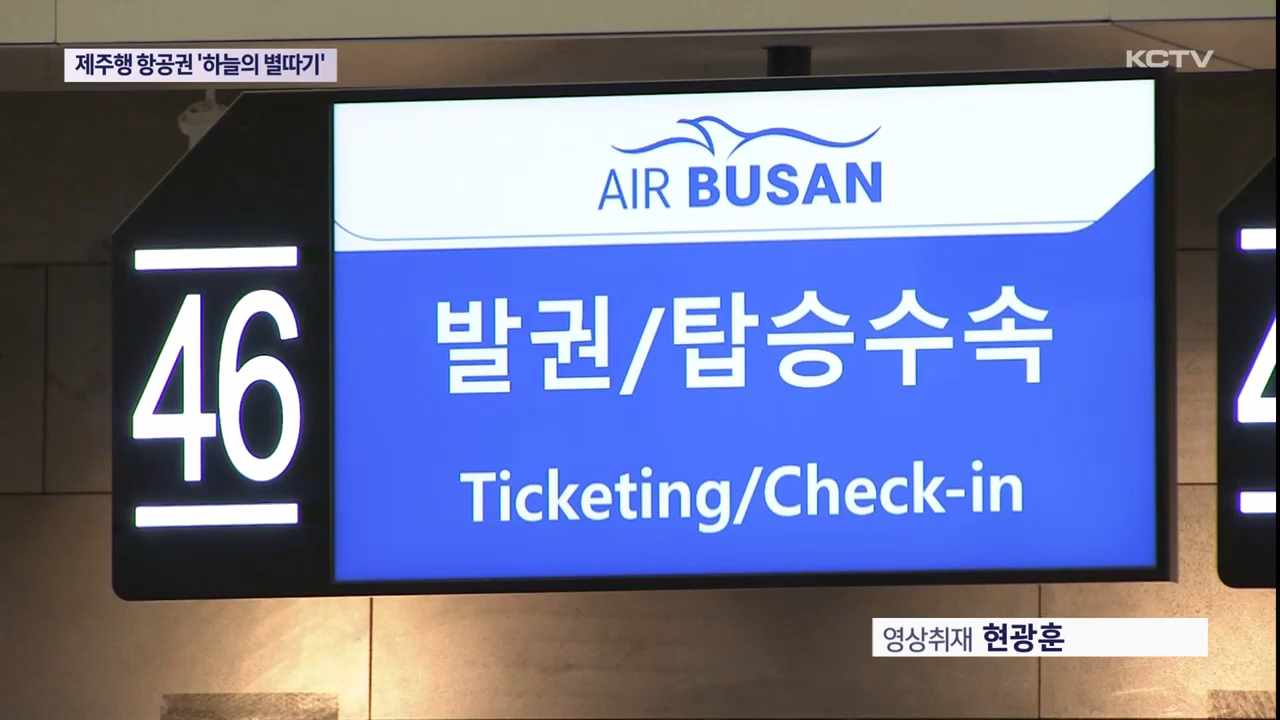 제주행 항공권 '하늘의 별따기'
KCTV
AIR BUSAN
46
발권/탑승수속
Ticketing/Check-in
영상취재 현광훈